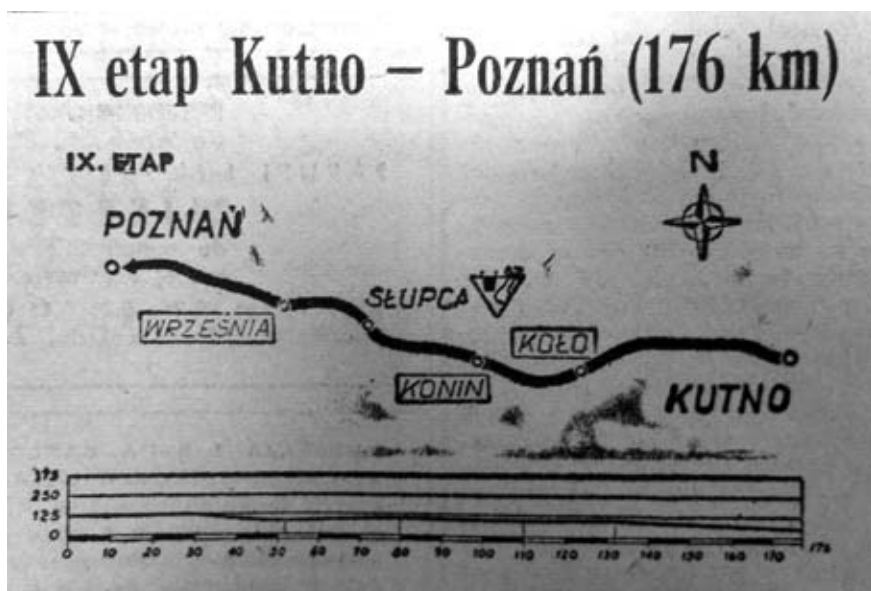 IX etap Kutno – Poznań (176 km)
IX. ETAP
N
POZNAŃ
SŁUPCA
WRZEŚNIA
KOŁO
KONIN
KUTNO
375
250
125
0
0 10 20 30 40 50 60 70 80 90 100 110 120 130 140 150 160 170 176